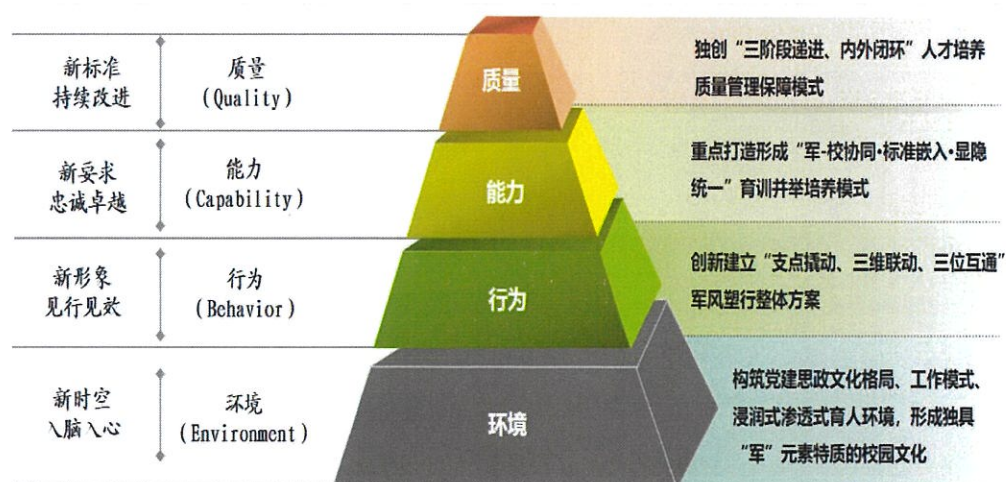 新标准
持续改进
质量
(Quality)
质量
独创“三阶段递进、内外闭环”人才培养
质量管理保障模式
新要求
忠诚卓越
能力
(Capability)
能力
重点打造形成“军-校协同·标准嵌入·显隐
统一”育训并举培养模式
新形象
见行见效
行为
(Behavior)
行为
创新建立“支点撬动、三维联动、三位互通”
军风塑行整体方案
新时空
入脑入心
环境
(Environment)
环境
构筑党建思政文化格局、工作模式、
浸润式渗透式育人环境，形成独具
“军”元素特质的校园文化